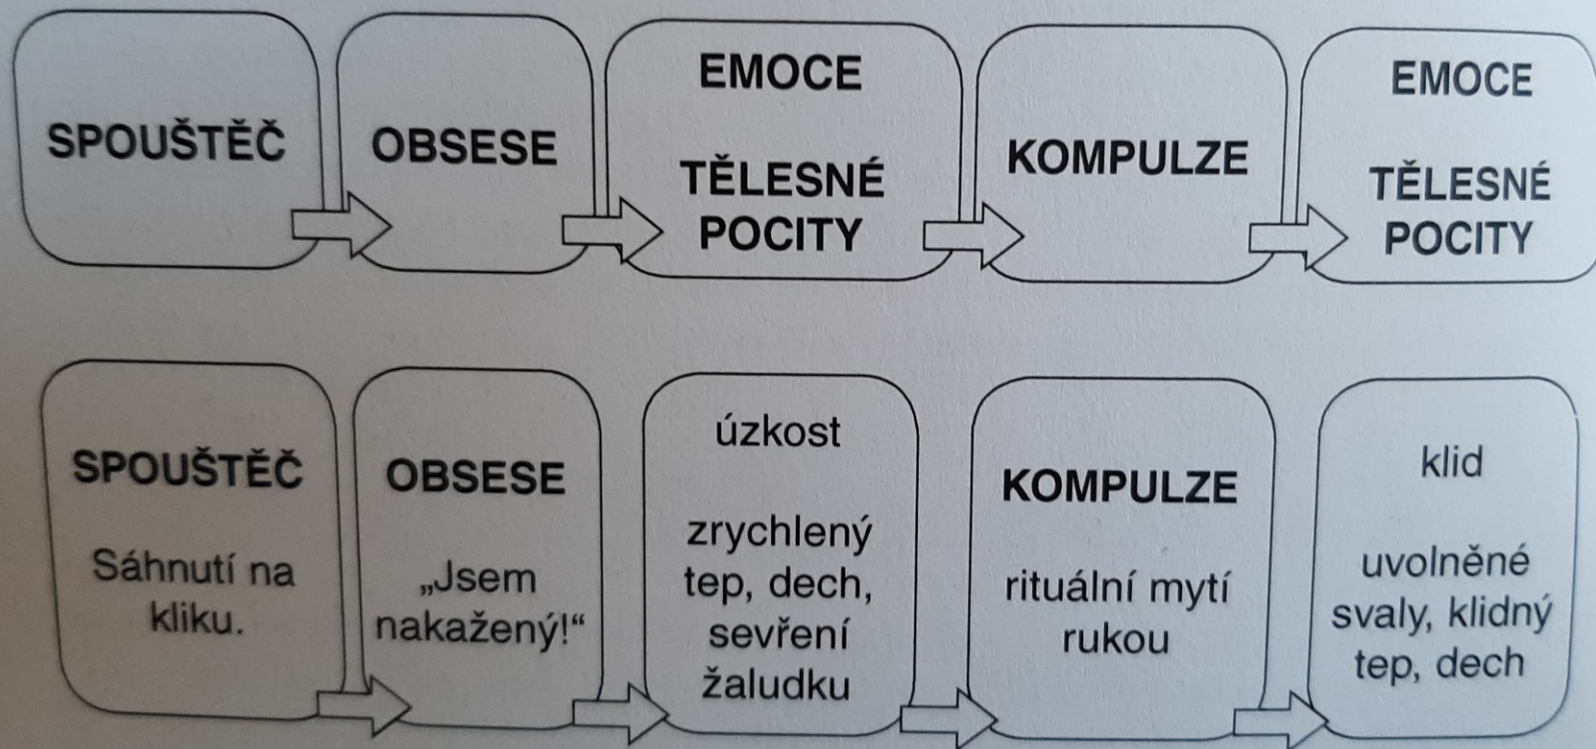 SPOUŠTĚČ
OBSESE
EMOCE
TĚLESNÉ
POCITY
KOMPULZE
EMOCE
TĚLESNÉ
POCITY
SPOUŠTĚČ
Sáhnutí na
kliku.
OBSESE
„Jsem
nakažený!“
úzkost
zrychlený
tep, dech,
sevření
žaludku
KOMPULZE
rituální mytí
rukou
klid
uvolněné
svaly, klidný
tep, dech